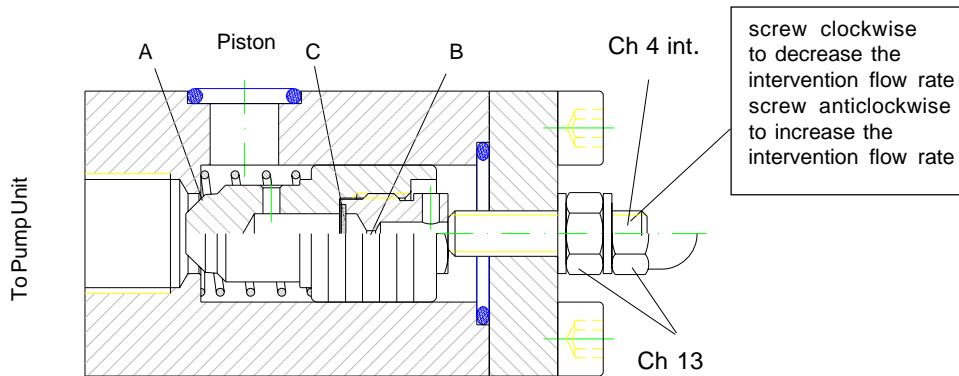 A
Piston
C
B
Ch 4 int.
screw clockwise
to decrease the
intervention flow rate
screw anticlockwise
to increase the
intervention flow rate
To Pump Unit
Ch 13